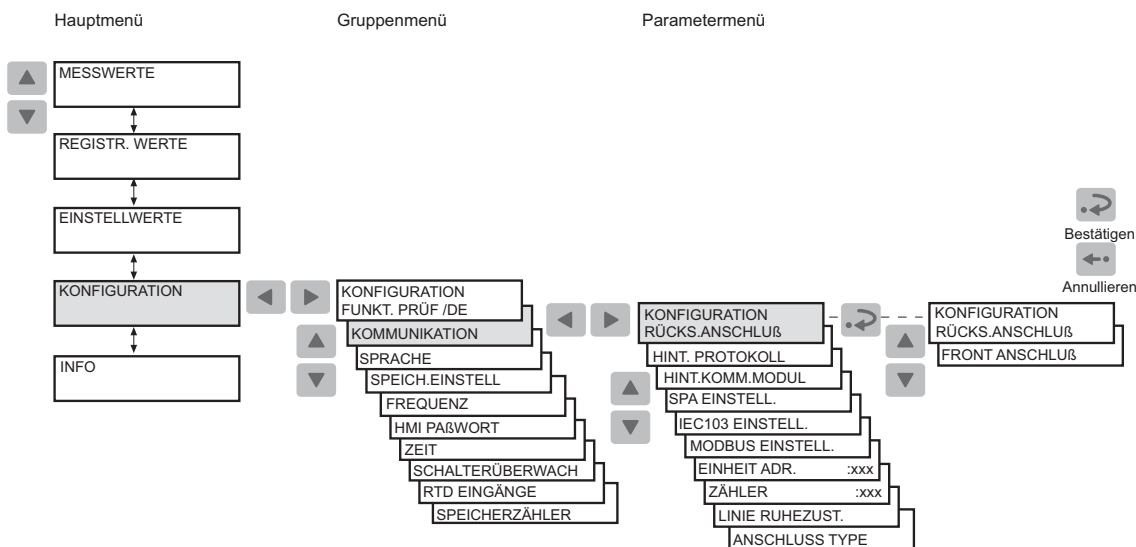 Hauptmenü
Gruppenmenü
Parametermenü
MESSWERTE
REGISTR. WERTE
EINSTELLWERTE
KONFIGURATION
INFO
KONFIGURATION
FUNKT. PRÜF /DE
KOMMUNIKATION
SPRACHE
SPEICH.EINSTELL
FREQUENZ
HMI PAßWORT
ZEIT
SCHALTERÜBERWACH
RTD EINGÄNGE
SPEICHERZÄHLER
KONFIGURATION
RÜCKS.ANSCHLUß
HINT. PROTOKOLL
HINT.KOMM.MODUL
SPA EINSTELL.
IEC103 EINSTELL.
MODBUS EINSTELL.
EINHEIT ADR. :xxx
ZÄHLER :xxx
LINIE RUHEZUST.
ANSCHLUSS TYPE
KONFIGURATION
RÜCKS.ANSCHLUß
FRONT ANSCHLUß
Bestätigen
Annullieren